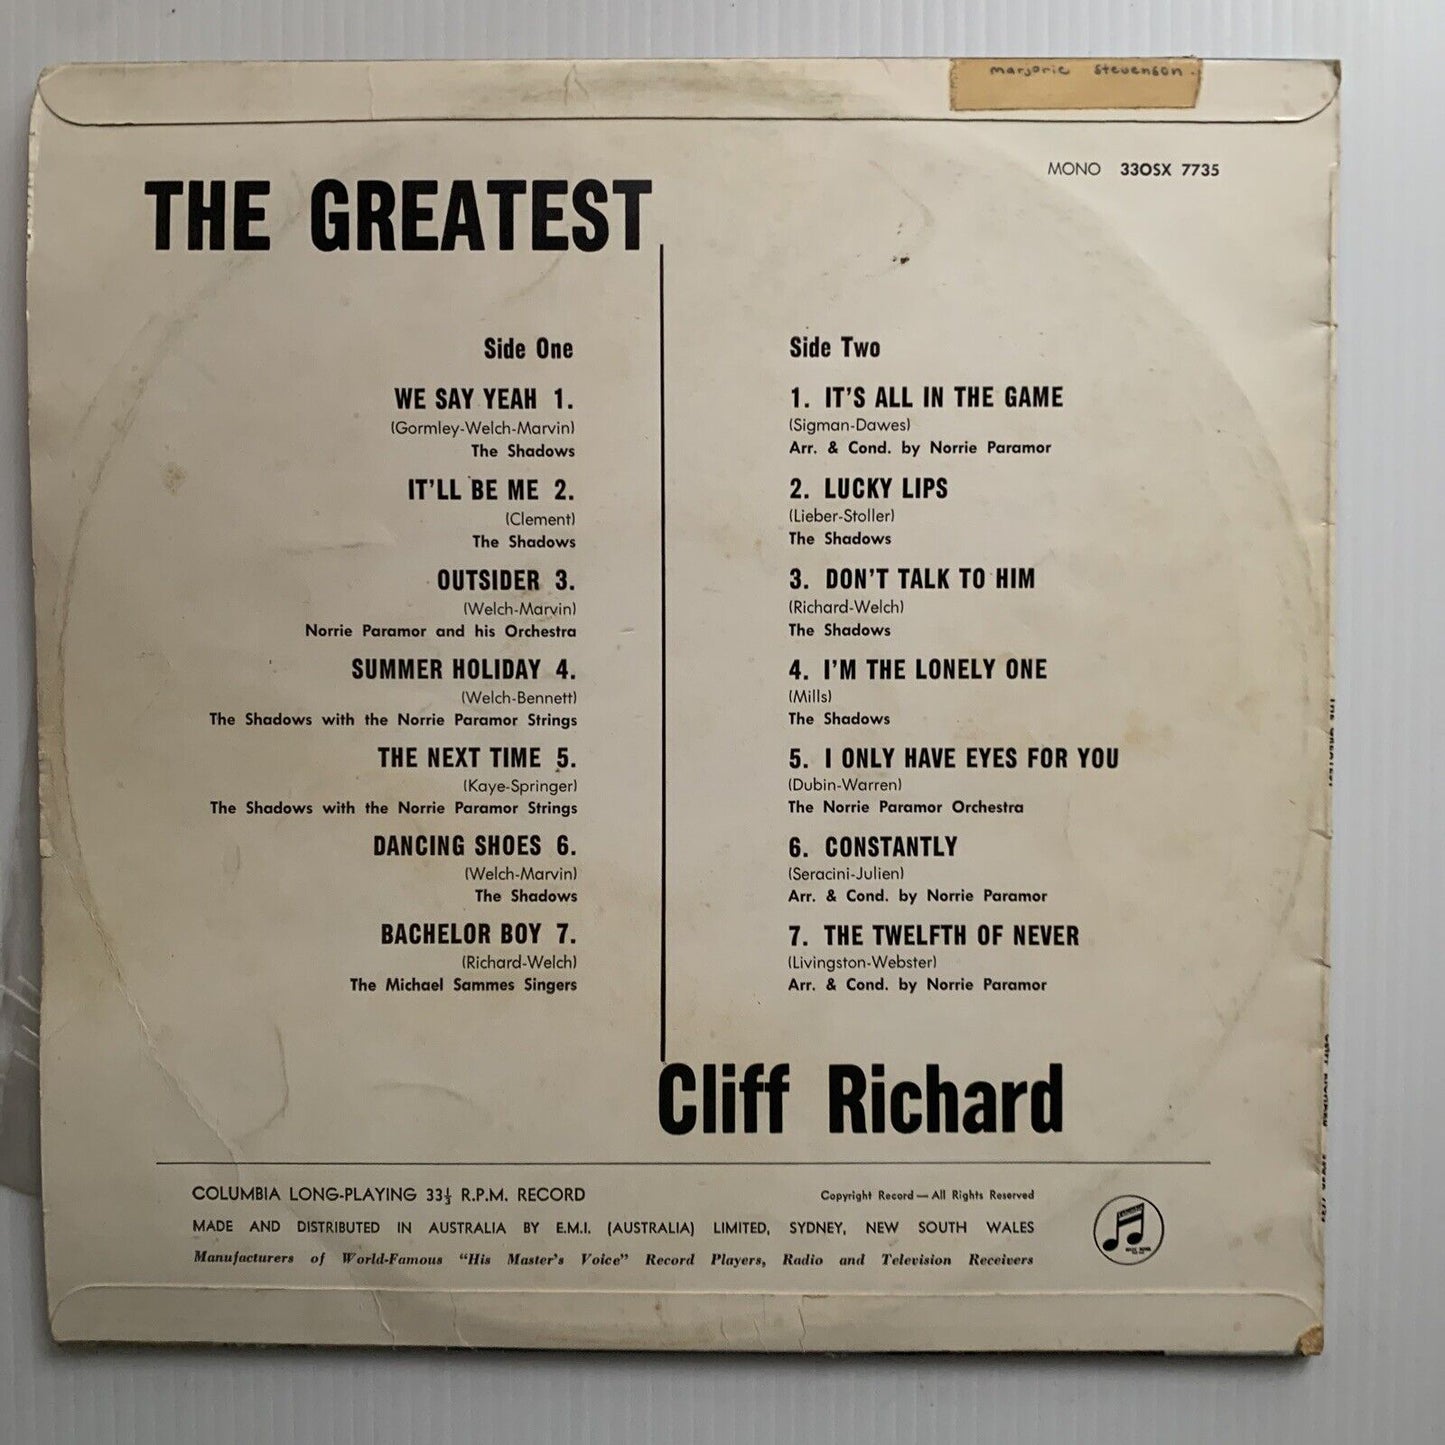 marjorie stevenson.
MONO 33OSX 7735
THE GREATEST
Side One
WE SAY YEAH 1.
(Gormley-Welch-Marvin)
The Shadows
IT'LL BE ME 2.
(Clement)
The Shadows
OUTSIDER 3.
(Welch-Marvin)
Norrie Paramor and his Orchestra
SUMMER HOLIDAY 4.
(Welch-Bennett)
The Shadows with the Norrie Paramor Strings
THE NEXT TIME 5.
(Kaye-Springer)
The Shadows with the Norrie Paramor Strings
DANCING SHOES 6.
(Welch-Marvin)
The Shadows
BACHELOR BOY 7.
(Richard-Welch)
The Michael Sammes Singers
Side Two
1. IT'S ALL IN THE GAME
(Sigman-Dawes)
Arr. & Cond. by Norrie Paramor
2. LUCKY LIPS
(Lieber-Stoller)
The Shadows
3. DON'T TALK TO HIM
(Richard-Welch)
The Shadows
4. I'M THE LONELY ONE
(Mills)
The Shadows
5. I ONLY HAVE EYES FOR YOU
(Dubin-Warren)
The Norrie Paramor Orchestra
6. CONSTANTLY
(Seracini-Julien)
Arr. & Cond. by Norrie Paramor
7. THE TWELFTH OF NEVER
(Livingston-Webster)
Arr. & Cond. by Norrie Paramor
Cliff Richard
COLUMBIA LONG-PLAYING 33⅓ R.P.M. RECORD
Copyright Record — All Rights Reserved
MADE AND DISTRIBUTED IN AUSTRALIA BY E.M.I. (AUSTRALIA) LIMITED, SYDNEY, NEW SOUTH WALES
Manufacturers of World-Famous "His Master's Voice" Record Players, Radio and Television Receivers